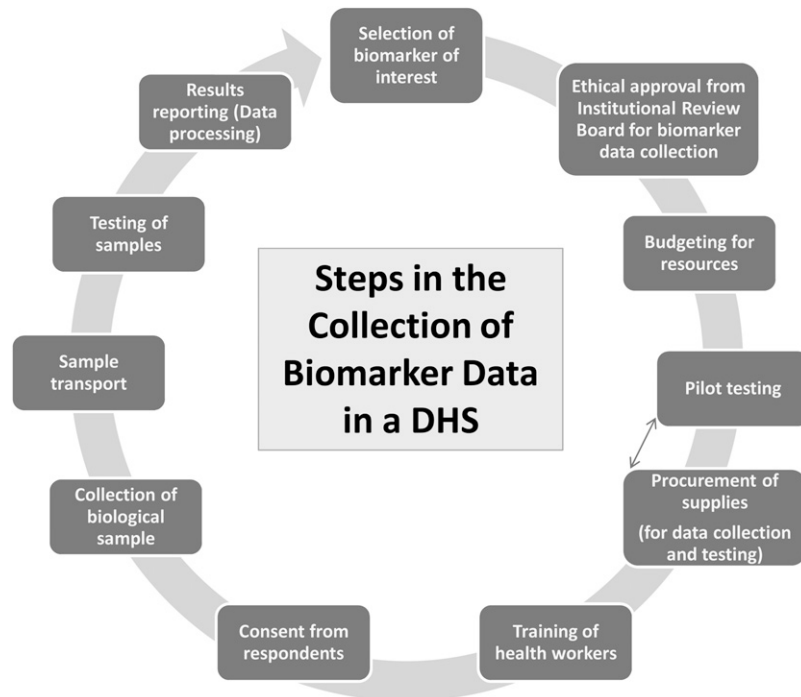 Selection of
biomarker of
interest
Ethical approval from
Institutional Review
Board for biomarker
data collection
Budgeting for
resources
Pilot testing
Procurement of
supplies
(for data collection
and testing)
Training of
health workers
Consent from
respondents
Collection of
biological
sample
Sample
transport
Testing of
samples
Results
reporting (Data
processing)
Steps in the
Collection of
Biomarker Data
in a DHS